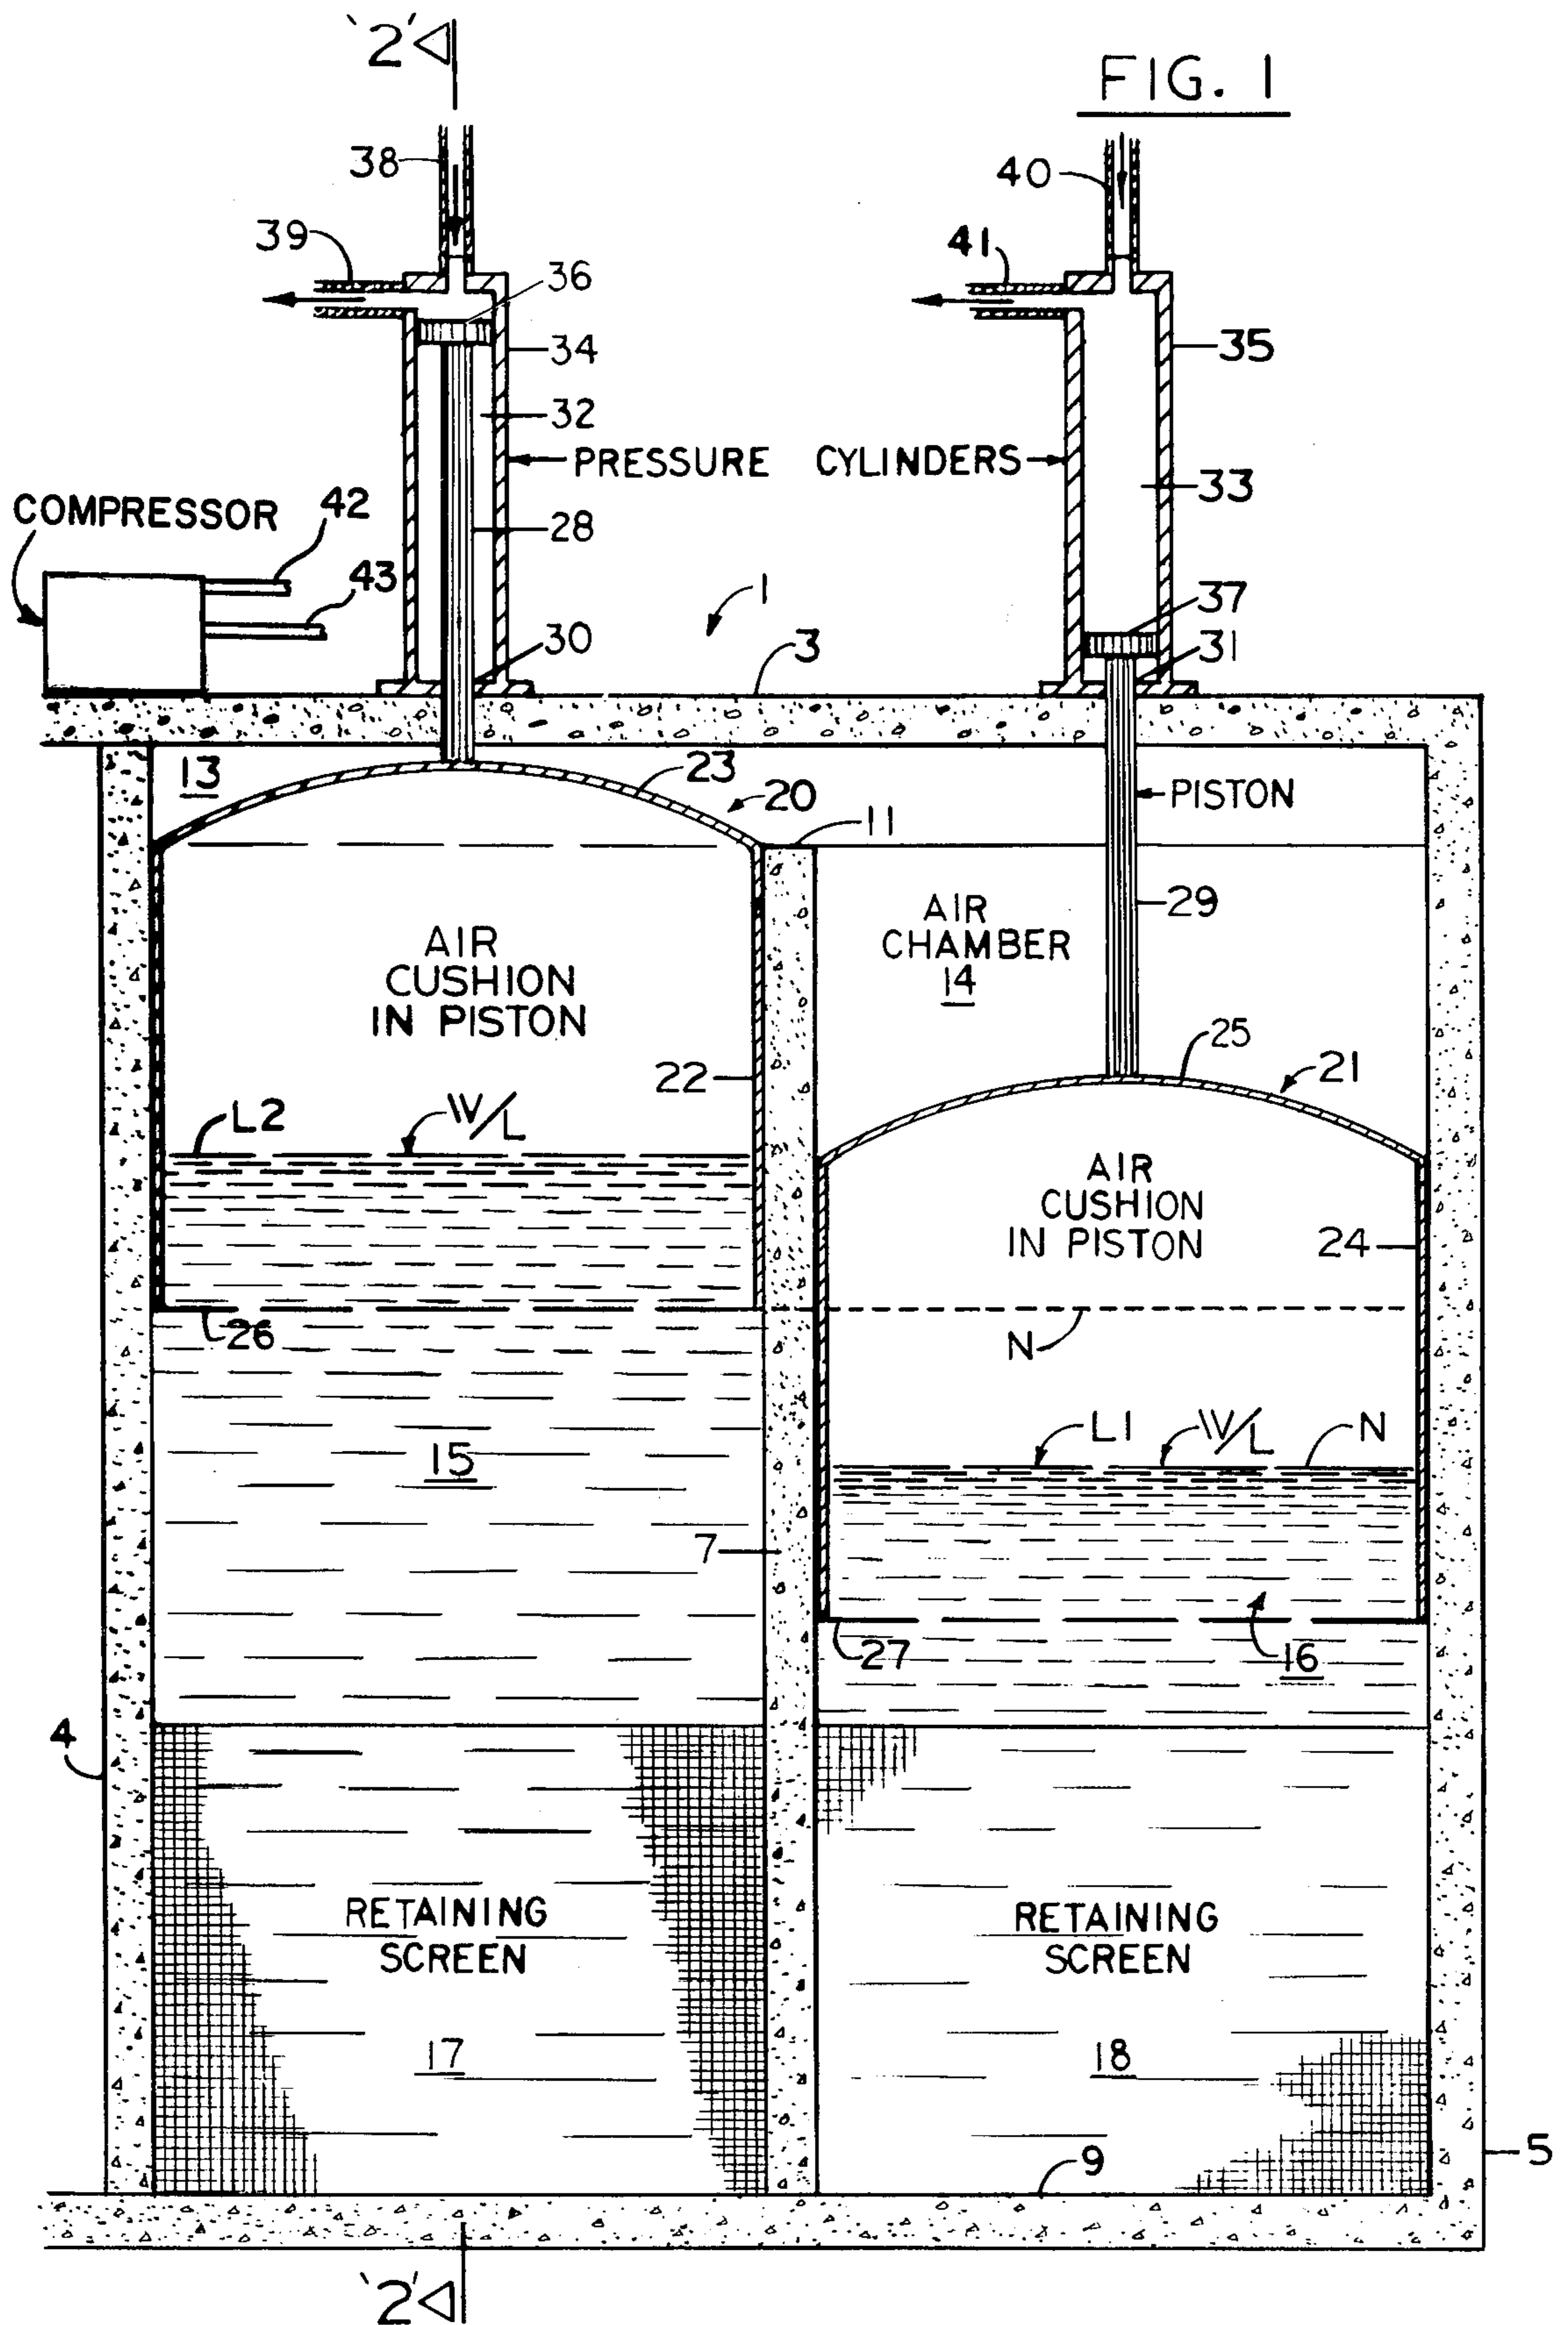 '2'
FIG. 1
38
40
39
41
36
34
35
32
PRESSURE CYLINDERS
33
COMPRESSOR
42
28
43
1
37
30
3
31
13
23
20
PISTON
11
AIR
CHAMBER
14
29
AIR
CUSHION
IN PISTON
25
21
22
L2
W/L
AIR
CUSHION
IN PISTON
24
26
N
15
L1
W/L
N
7
27
16
4
RETAINING
SCREEN
RETAINING
SCREEN
17
18
9
5
'2'